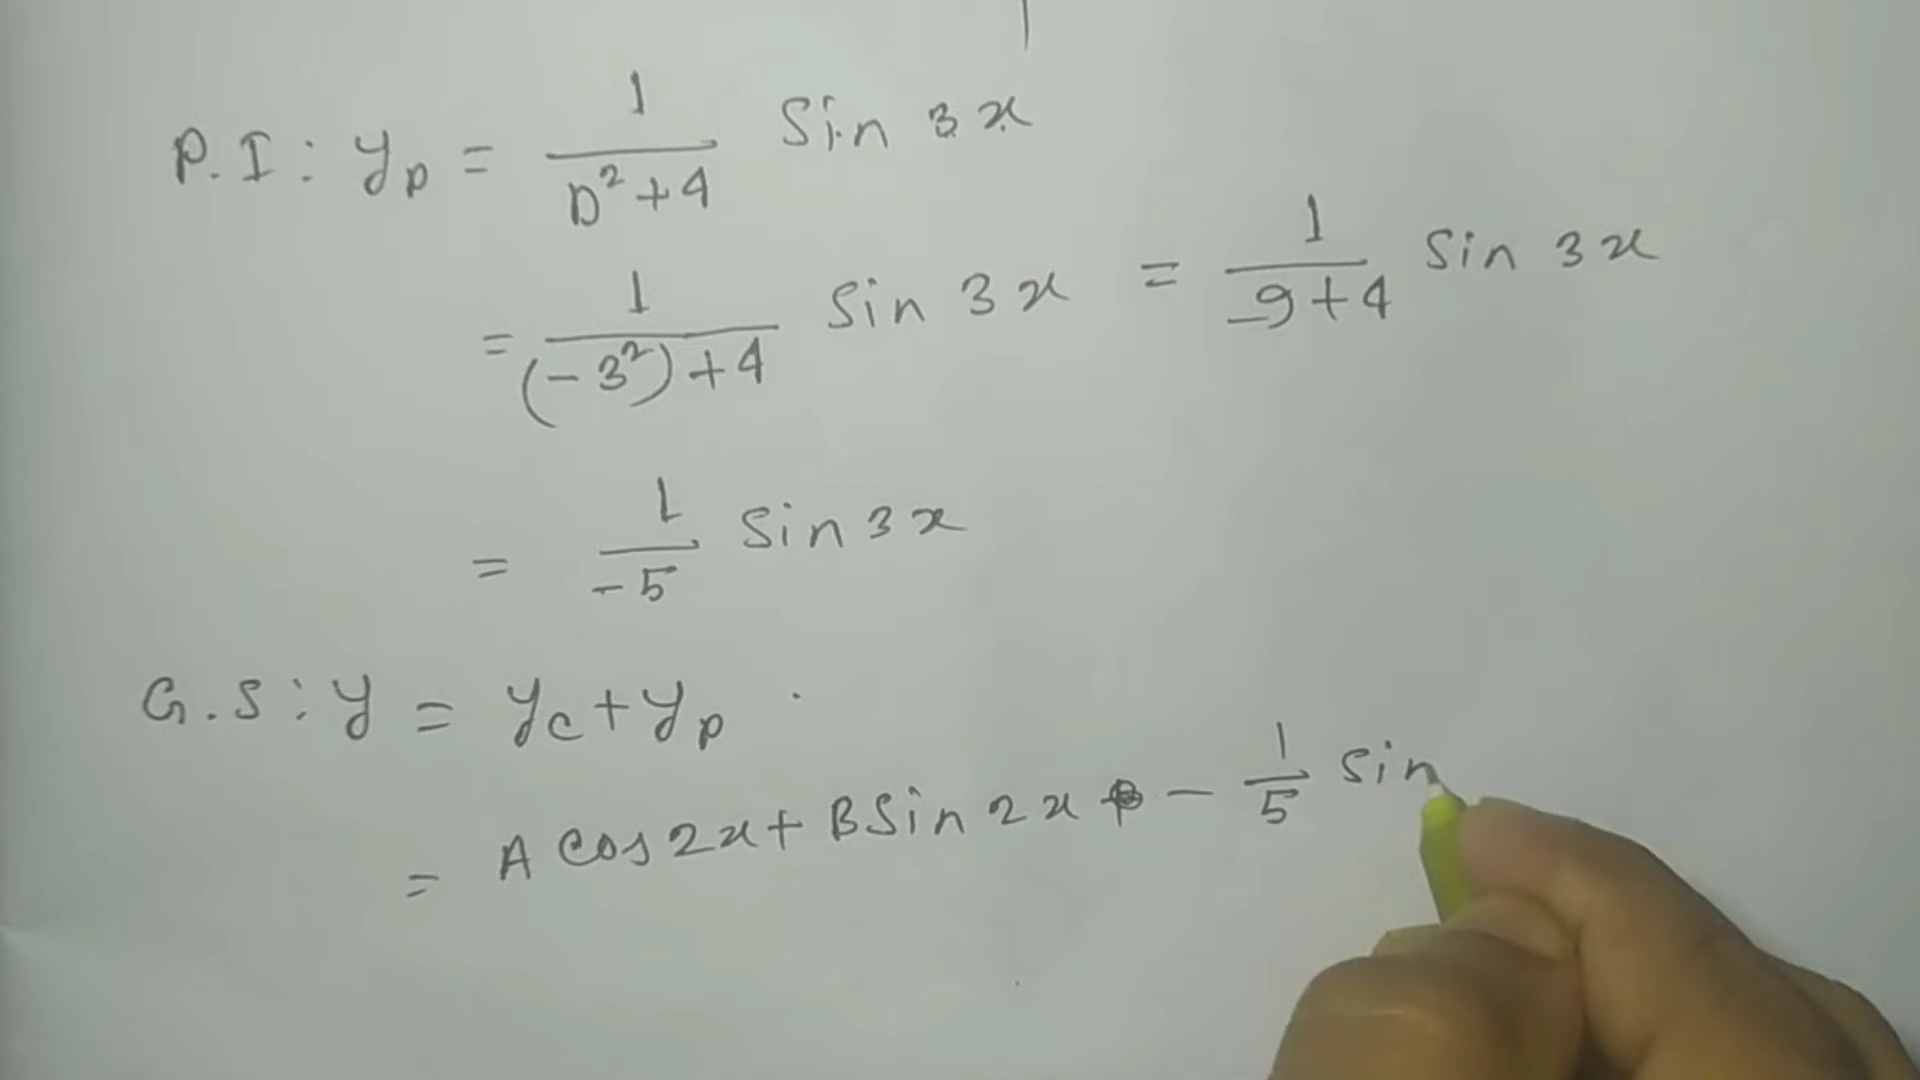 P.I : yp = 1/(D²+4) Sin 3x
= 1/((-3²)+4) Sin 3x = 1/(-9+4) Sin 3x
= 1/-5 Sin 3x
G.S : y = yc + yp
= A Cos 2x + B Sin 2x - 1/5 Sin